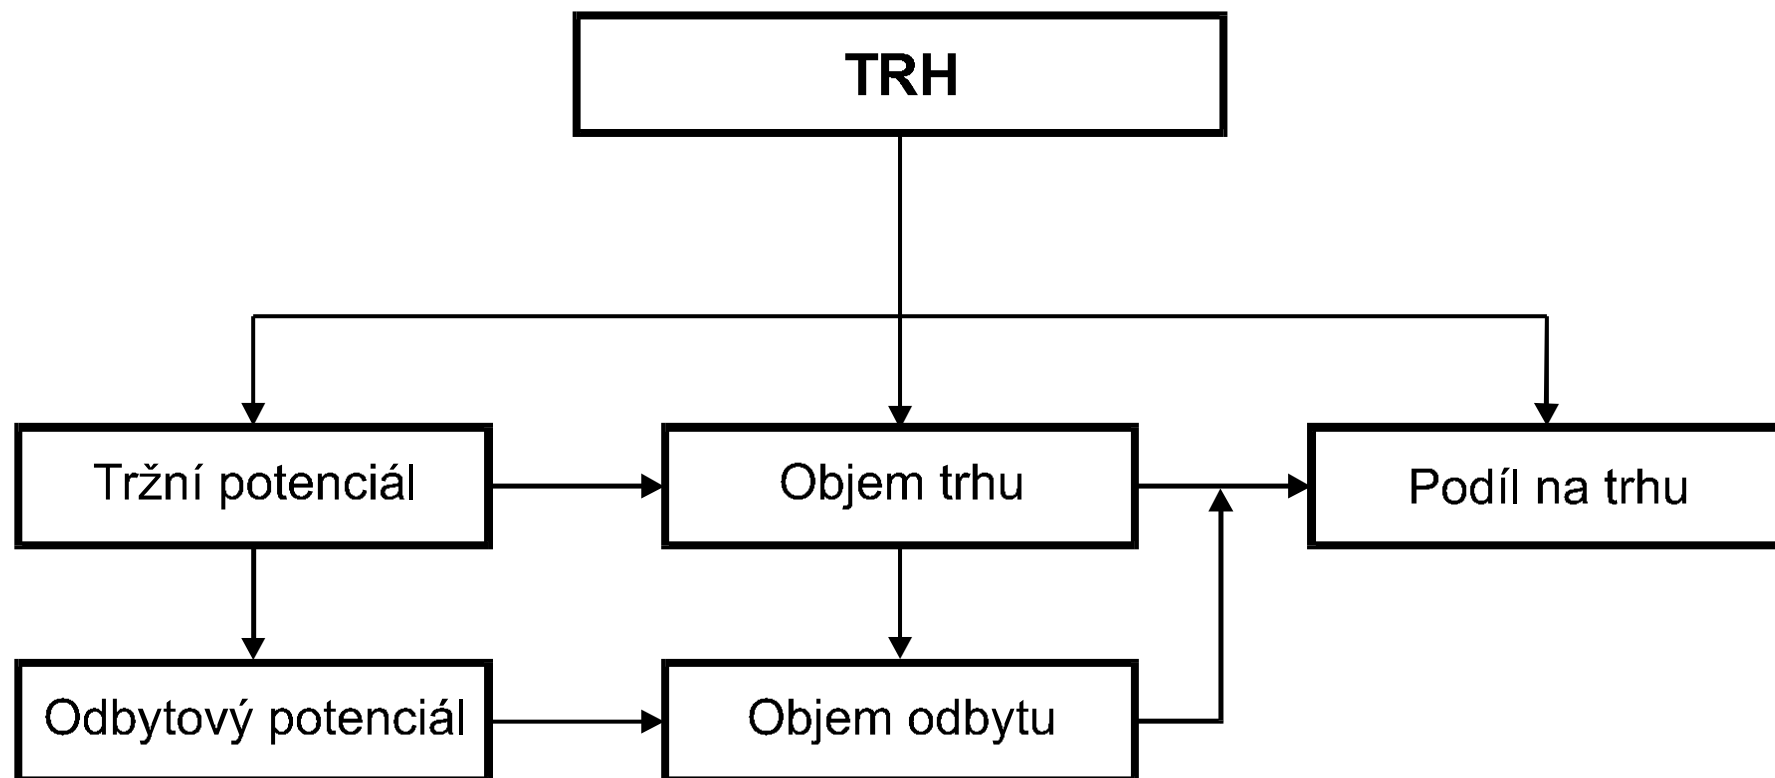 TRH
Tržní potenciál
Objem trhu
Podíl na trhu
Odbytový potenciál
Objem odbytu